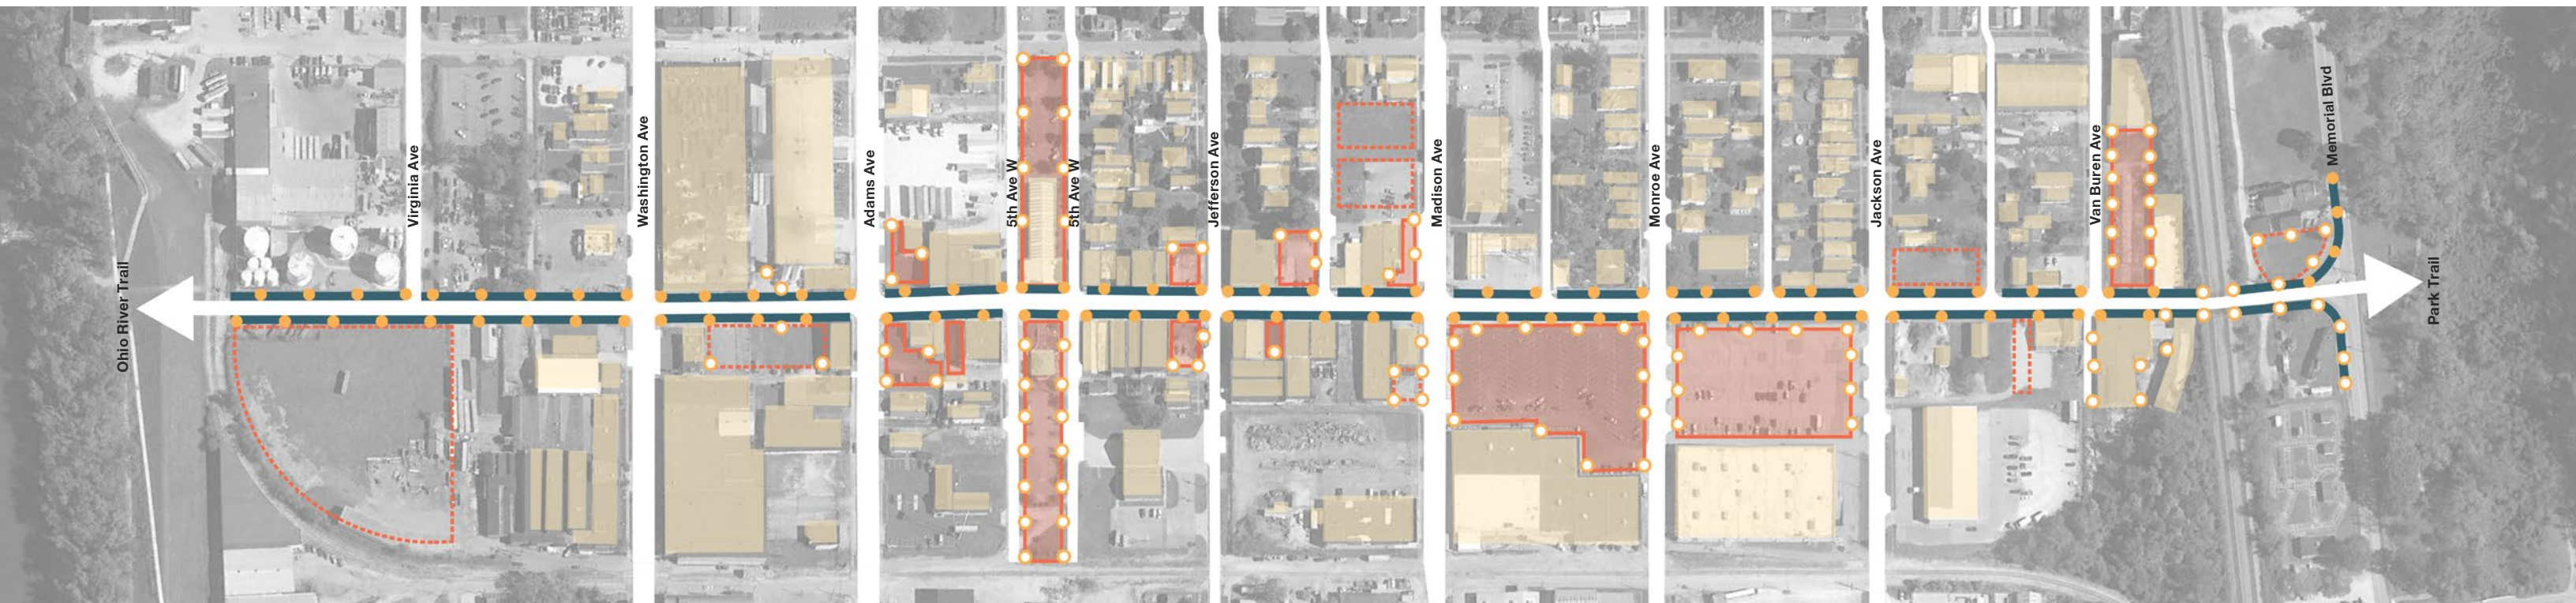 Ohio River Trail
Virginia Ave
Washington Ave
Adams Ave
5th Ave W
5th Ave W
Jefferson Ave
Madison Ave
Monroe Ave
Jackson Ave
Van Buren Ave
Memorial Blvd
Park Trail